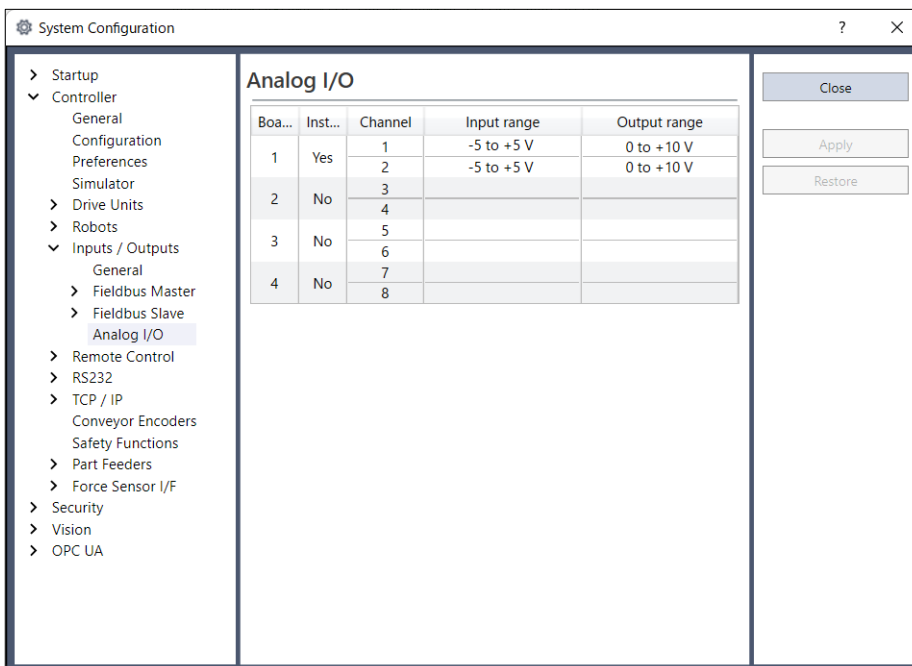 System Configuration
?
Startup
Controller
General
Configuration
Preferences
Simulator
Drive Units
Robots
Inputs / Outputs
General
Fieldbus Master
Fieldbus Slave
Analog I/O
Remote Control
RS232
TCP / IP
Conveyor Encoders
Safety Functions
Part Feeders
Force Sensor I/F
Security
Vision
OPC UA
Analog I/O
Boa... Inst... Channel Input range Output range
1 Yes 1 -5 to +5 V 0 to +10 V
2 -5 to +5 V 0 to +10 V
2 No 3
4
3 No 5
6
4 No 7
8
Close
Apply
Restore